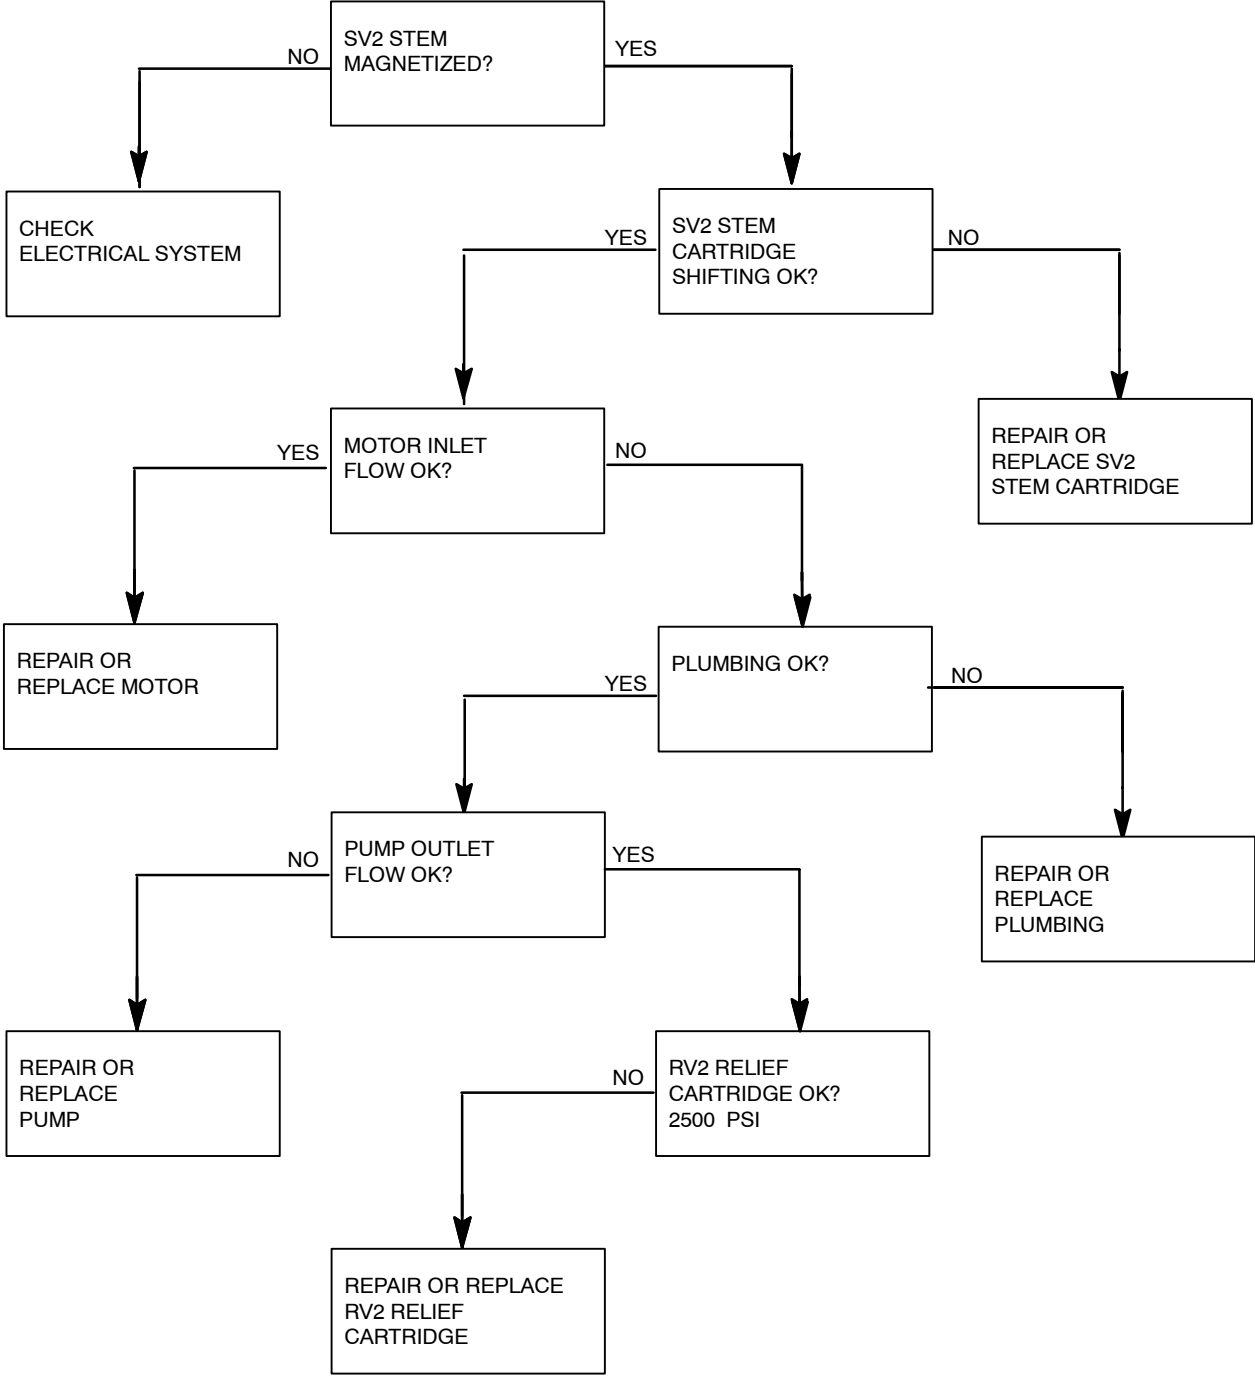 SV2 STEM
MAGNETIZED?
NO
YES
CHECK
ELECTRICAL SYSTEM
SV2 STEM
CARTRIDGE
SHIFTING OK?
YES
NO
MOTOR INLET
FLOW OK?
YES
NO
REPAIR OR
REPLACE SV2
STEM CARTRIDGE
REPAIR OR
REPLACE MOTOR
PLUMBING OK?
YES
NO
PUMP OUTLET
FLOW OK?
NO
YES
REPAIR OR
REPLACE
PLUMBING
REPAIR OR
REPLACE
PUMP
RV2 RELIEF
CARTRIDGE OK?
2500 PSI
NO
REPAIR OR REPLACE
RV2 RELIEF
CARTRIDGE